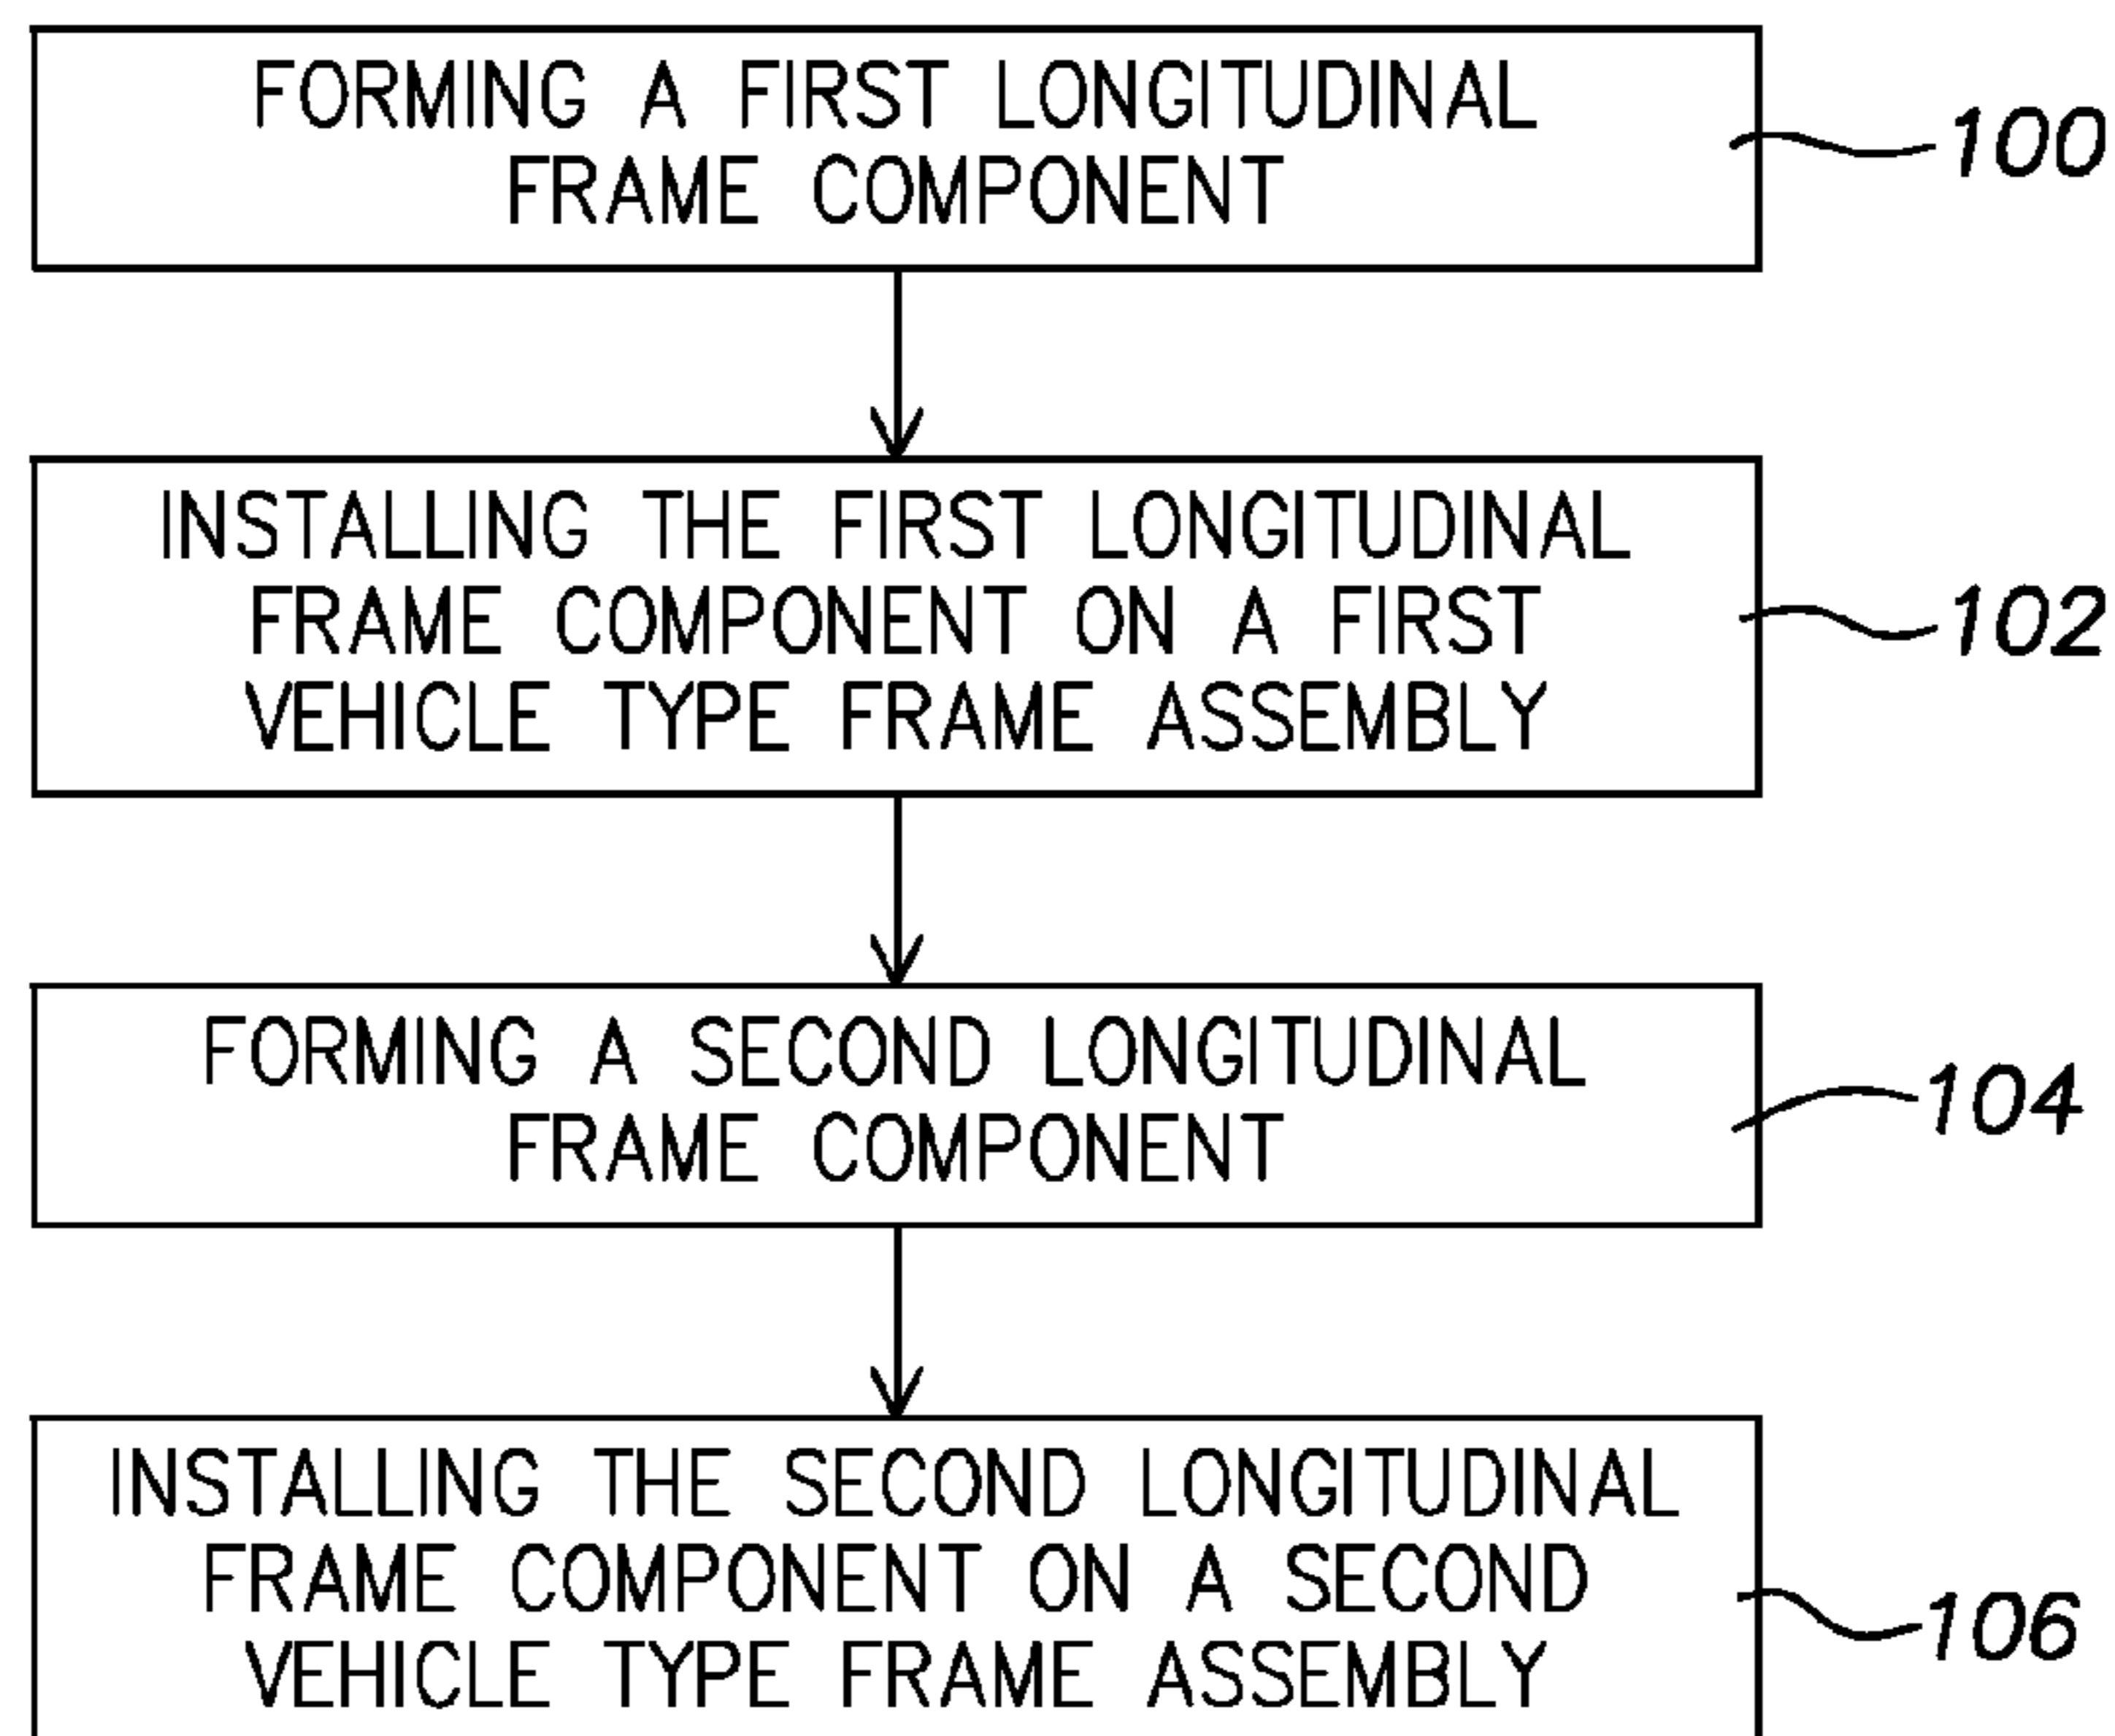 FORMING A FIRST LONGITUDINAL
FRAME COMPONENT
100
INSTALLING THE FIRST LONGITUDINAL
FRAME COMPONENT ON A FIRST
VEHICLE TYPE FRAME ASSEMBLY
102
FORMING A SECOND LONGITUDINAL
FRAME COMPONENT
104
INSTALLING THE SECOND LONGITUDINAL
FRAME COMPONENT ON A SECOND
VEHICLE TYPE FRAME ASSEMBLY
106